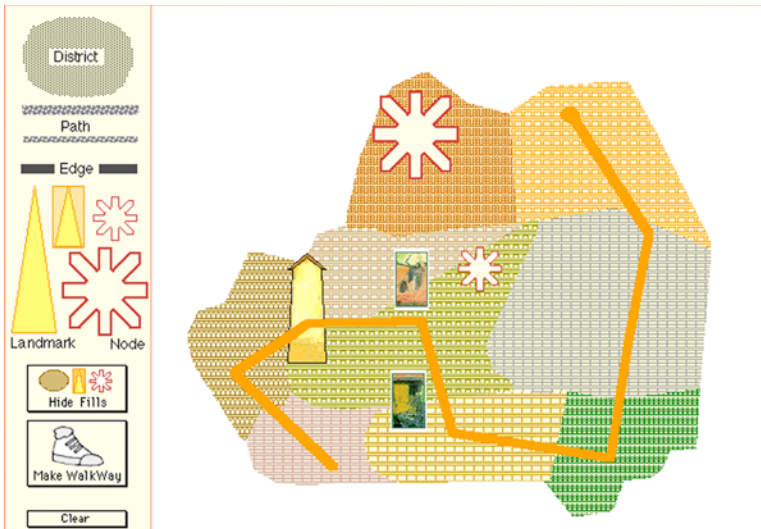 District
Path
Edge
Landmark
Node
Hide Fills
Make WalkWay
Clear